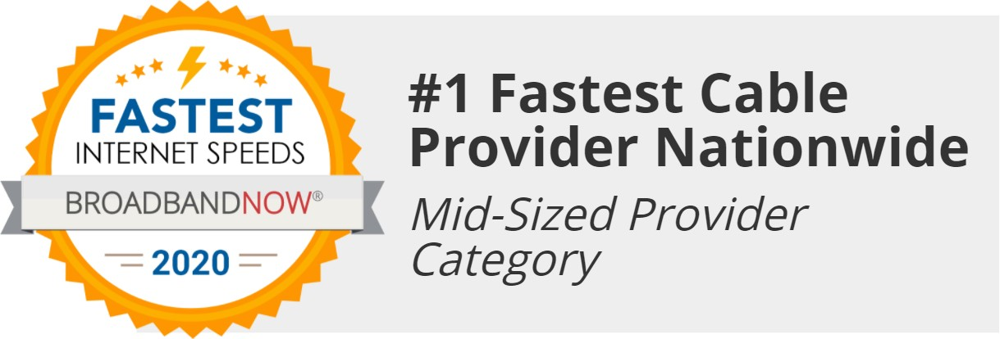 FASTEST
INTERNET SPEEDS
BROADBANDNOW®
2020
#1 Fastest Cable
Provider Nationwide
Mid-Sized Provider
Category